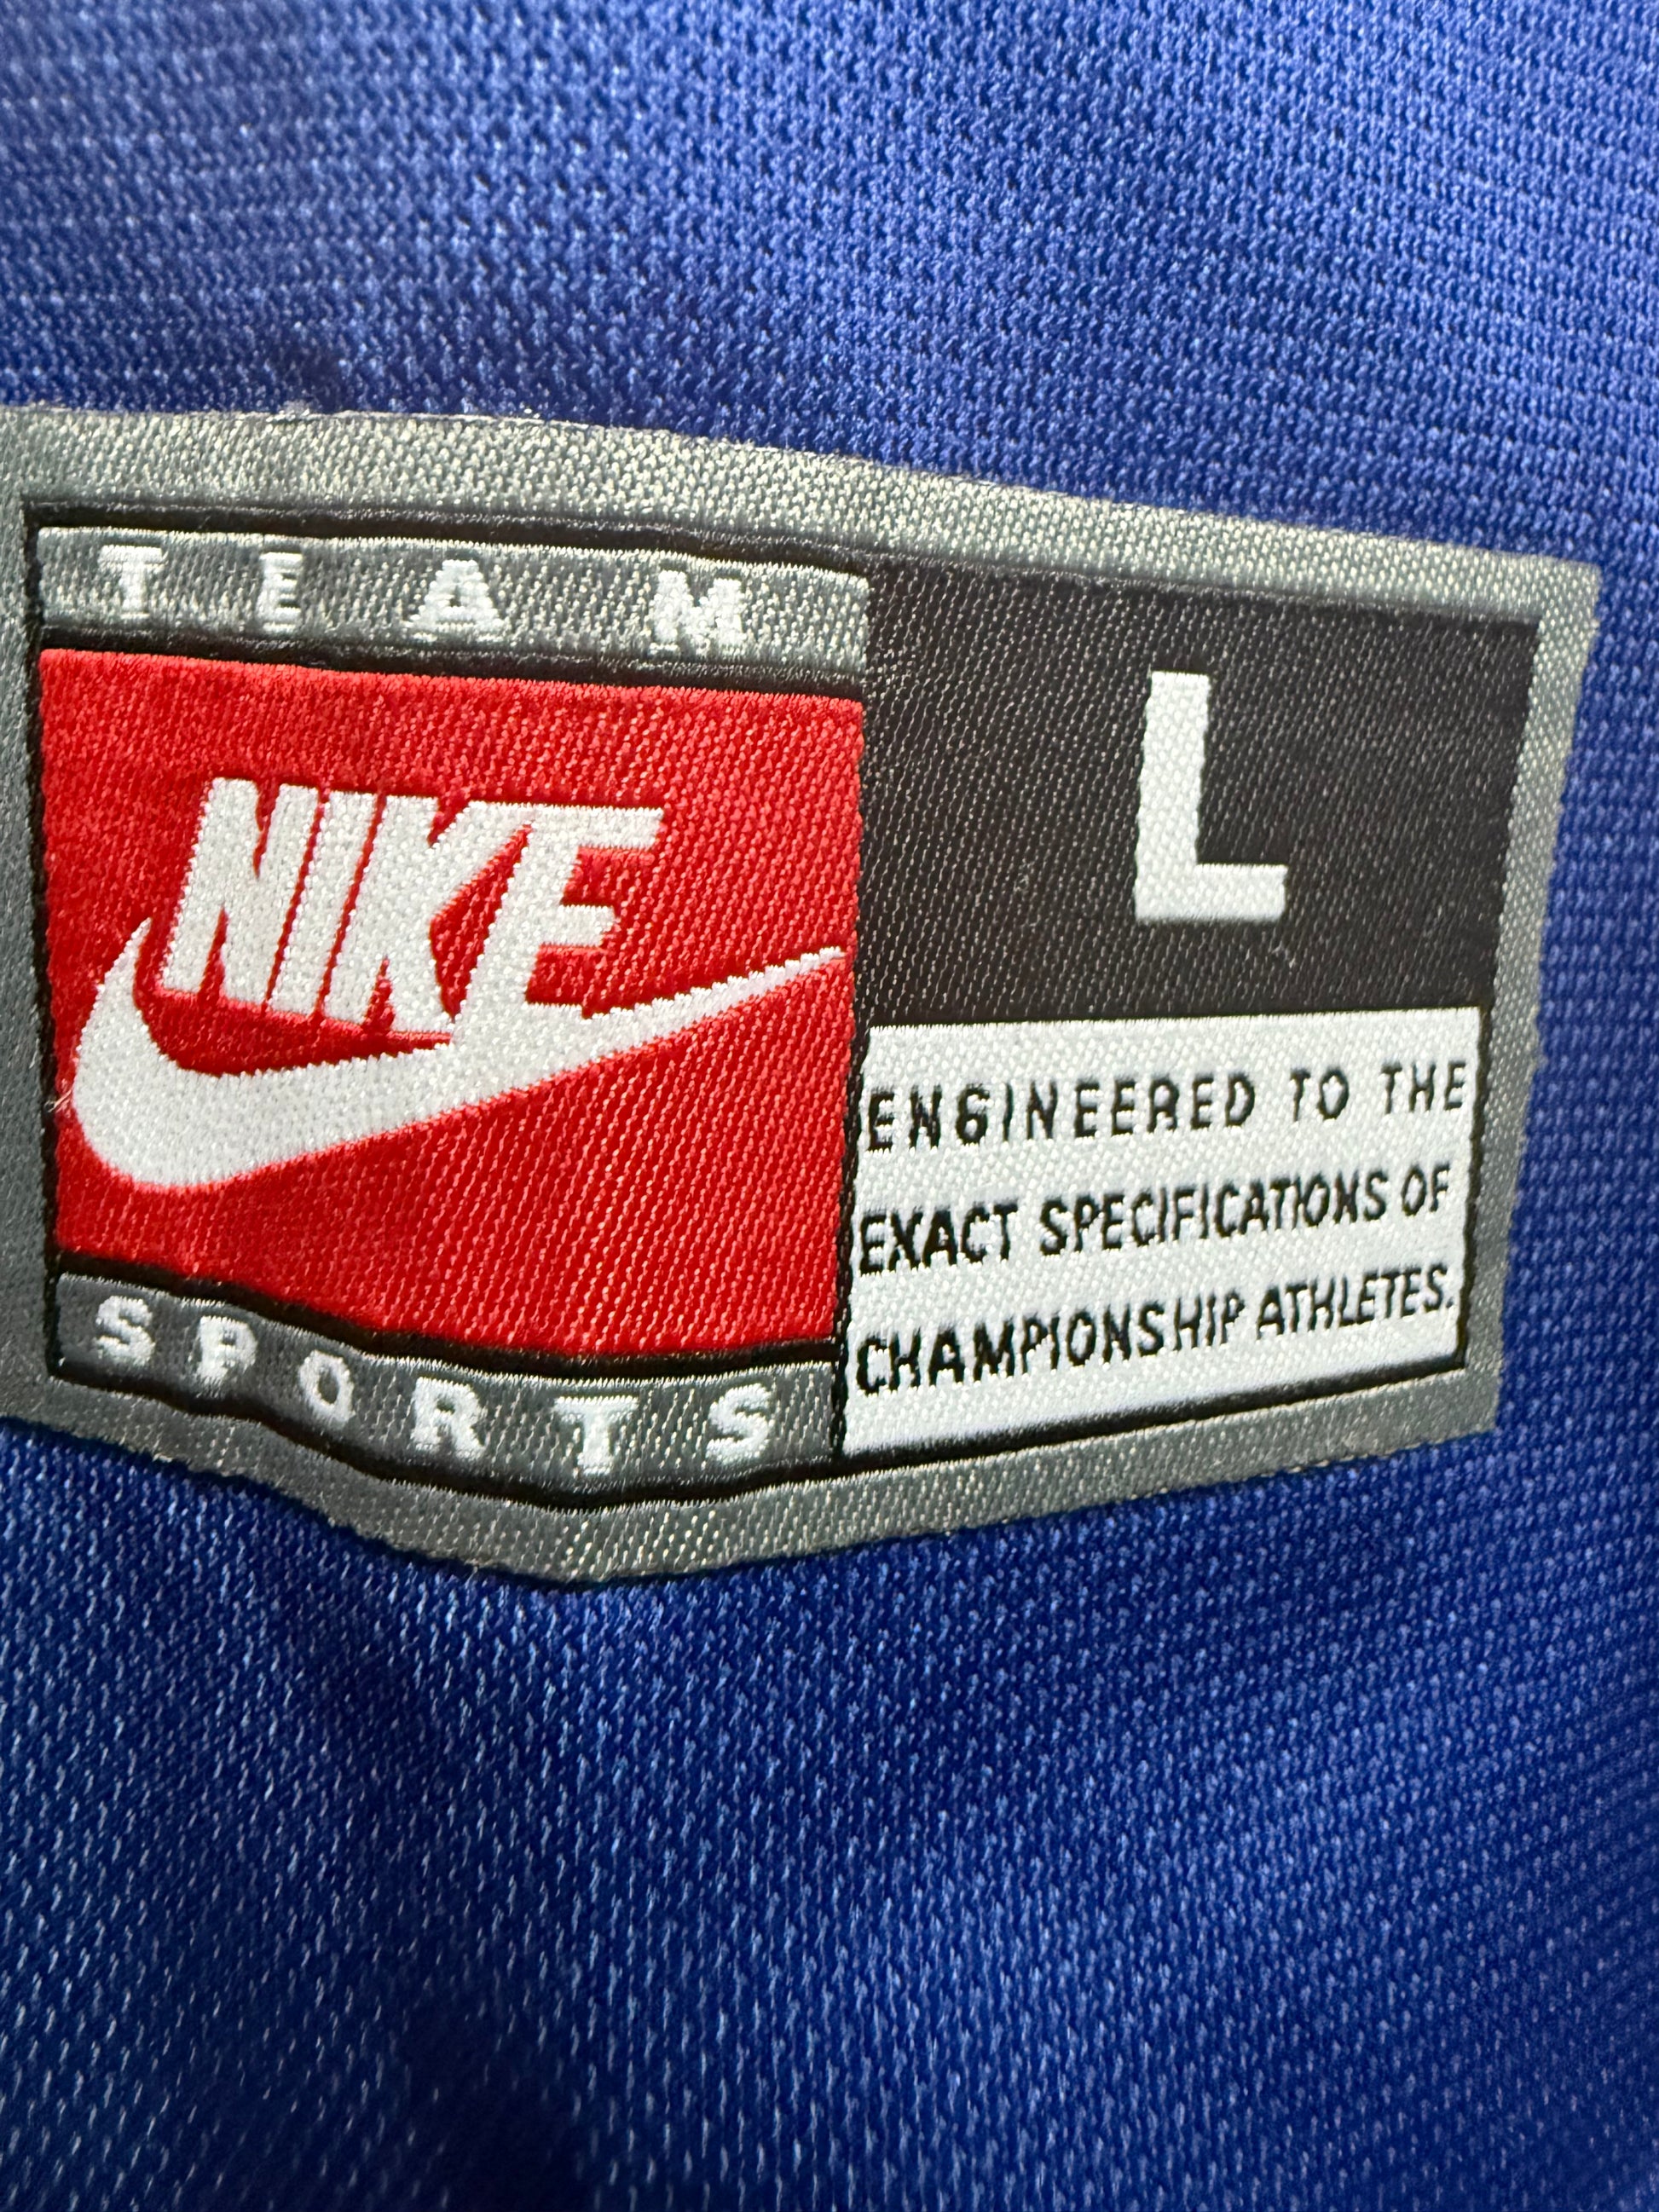 TEAM
NIKE
SPORTS
L
ENGINEERED TO THE
EXACT SPECIFICATIONS OF
CHAMPIONSHIP ATHLETES.